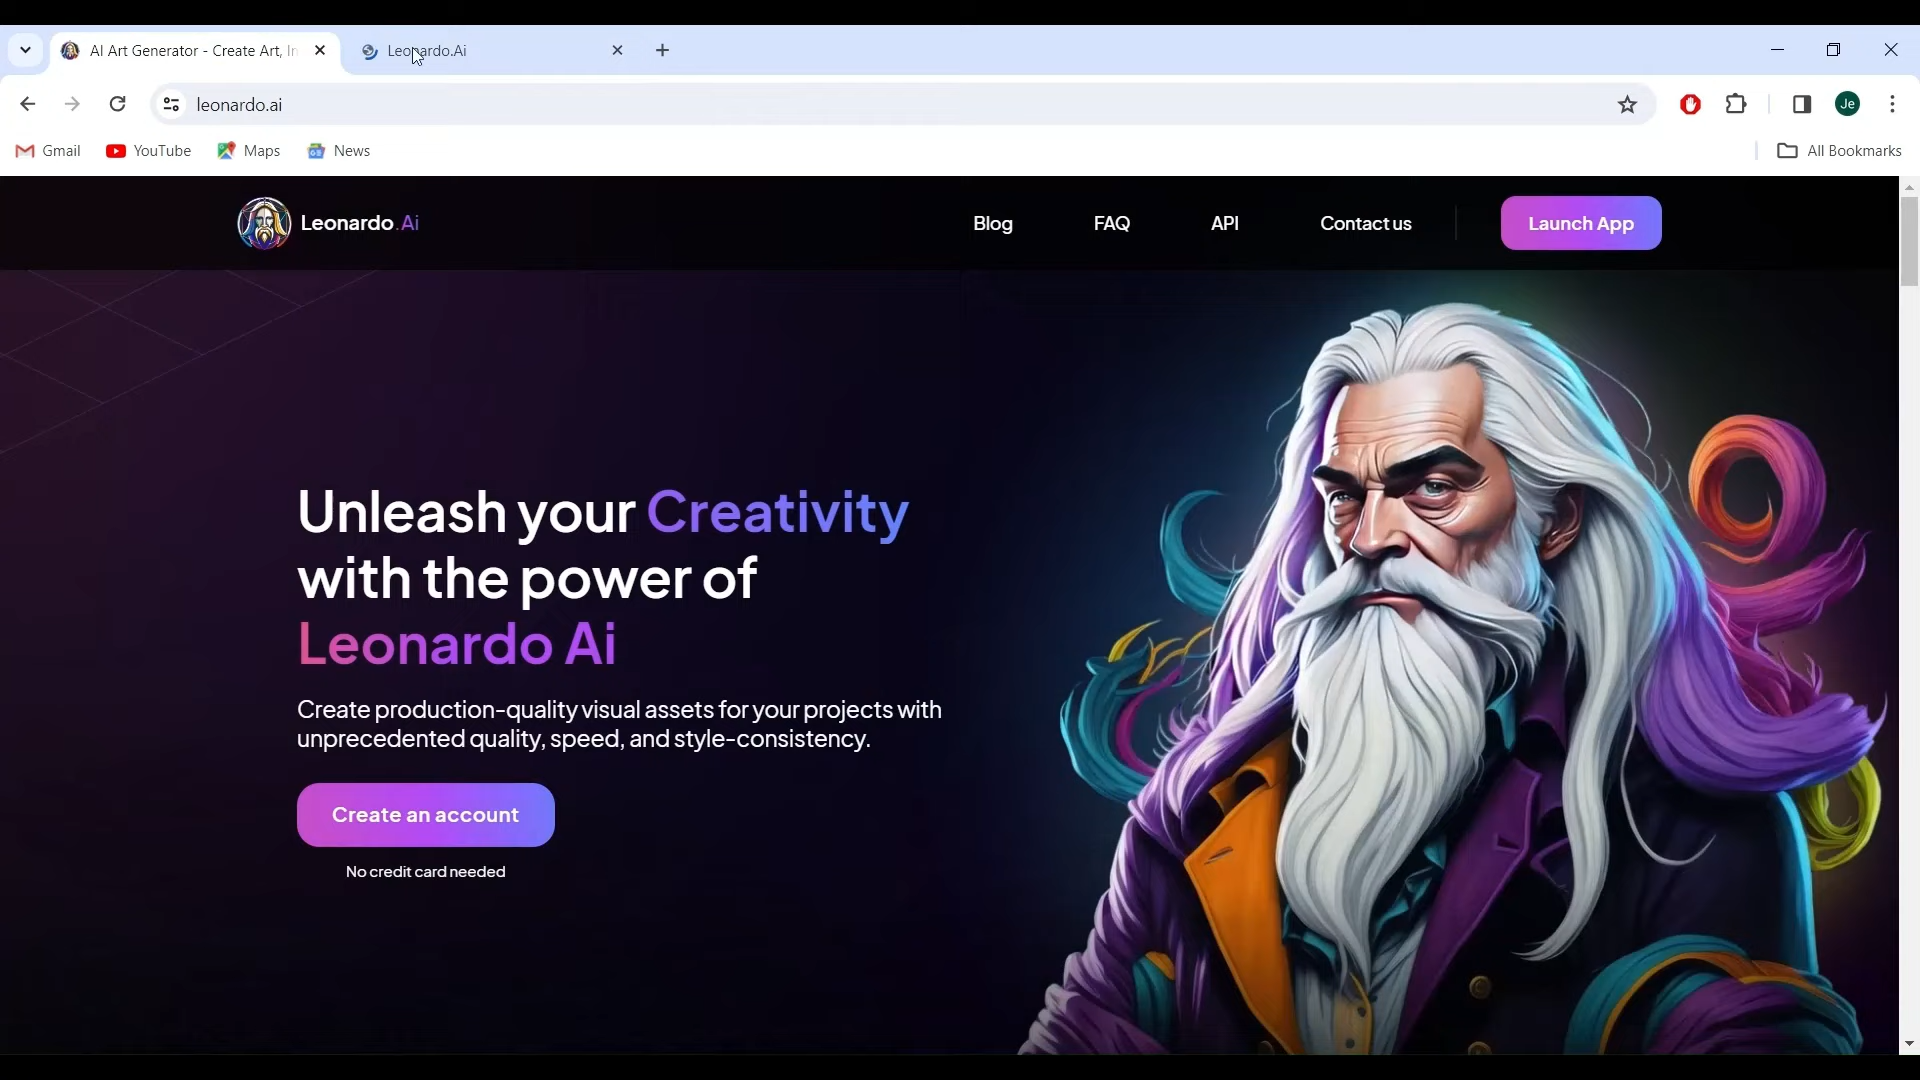 AI Art Generator - Create Art, In
Leonardo.Ai
leonardo.ai
Je
Gmail
YouTube
Maps
News
All Bookmarks
Leonardo.Ai
Blog
FAQ
API
Contact us
Launch App
Unleash your Creativity
with the power of
Leonardo Ai
Create production-quality visual assets for your projects with
unprecedented quality, speed, and style-consistency.
Create an account
No credit card needed